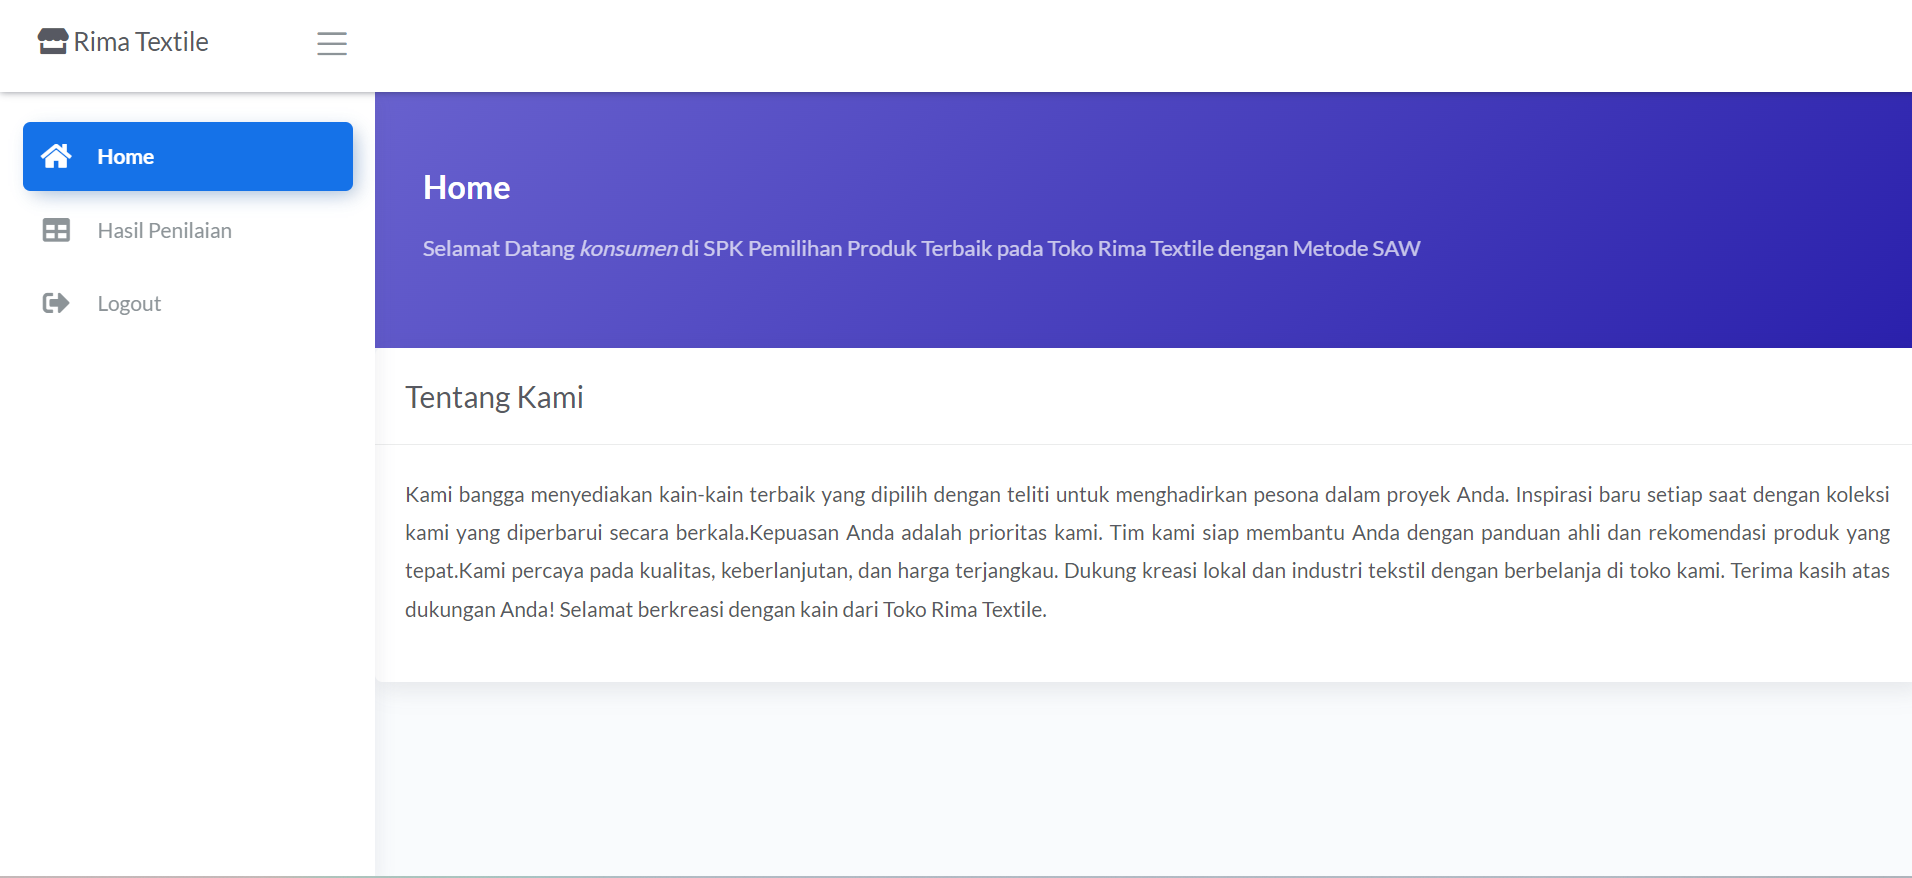 Rima Textile
Home
Hasil Penilaian
Logout
Home
Selamat Datang konsumen di SPK Pemilihan Produk Terbaik pada Toko Rima Textile dengan Metode SAW
Tentang Kami
Kami bangga menyediakan kain-kain terbaik yang dipilih dengan teliti untuk menghadirkan pesona dalam proyek Anda. Inspirasi baru setiap saat dengan koleksi
kami yang diperbarui secara berkala.Kepuasan Anda adalah prioritas kami. Tim kami siap membantu Anda dengan panduan ahli dan rekomendasi produk yang
tepat.Kami percaya pada kualitas, keberlanjutan, dan harga terjangkau. Dukung kreasi lokal dan industri tekstil dengan berbelanja di toko kami. Terima kasih atas
dukungan Anda! Selamat berkreasi dengan kain dari Toko Rima Textile.